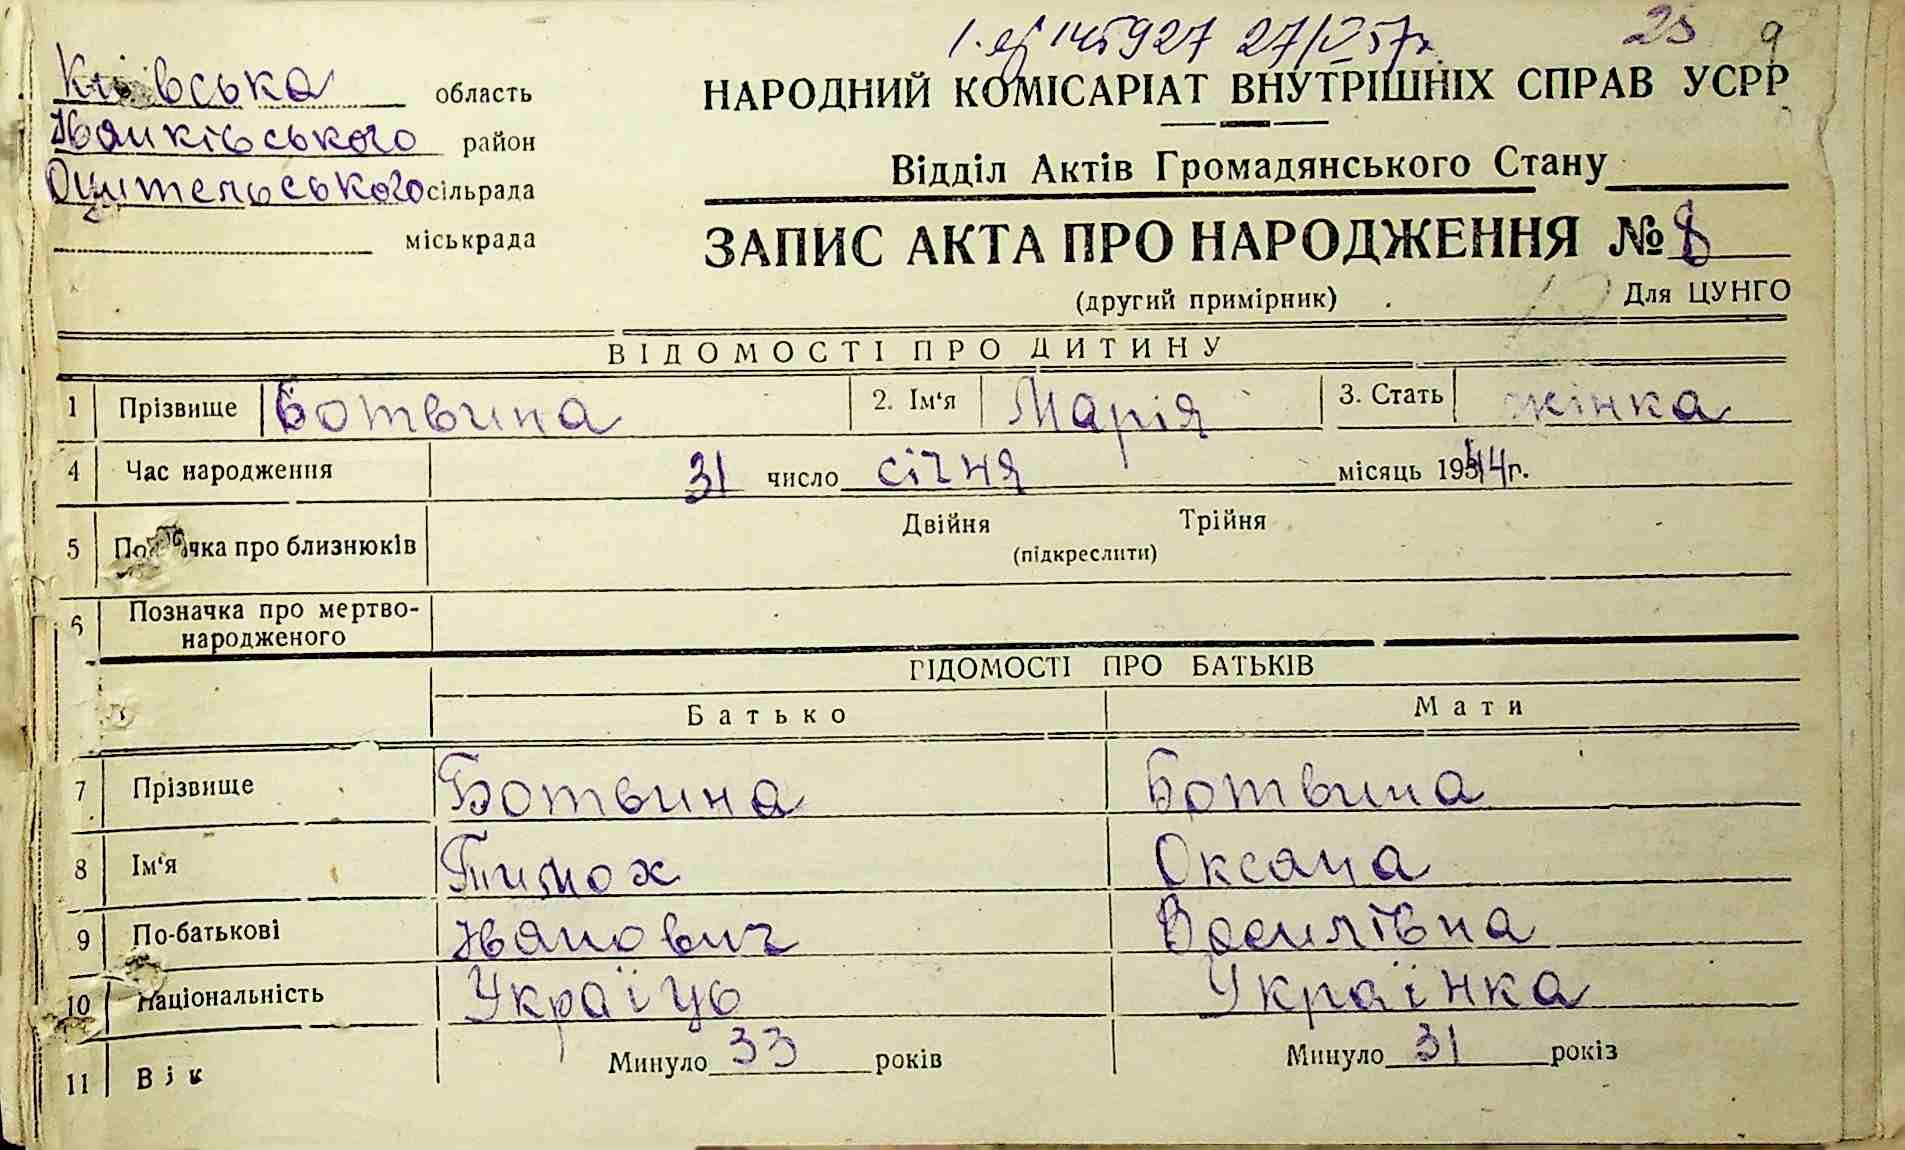 145927 27/V 57г.
25 9
Київська область
Іванківського район
Оцительського сільрада
міськрада
НАРОДНИЙ КОМІСАРІАТ ВНУТРІШНІХ СПРАВ УСРР
Відділ Актів Громадянського Стану
ЗАПИС АКТА ПРО НАРОДЖЕННЯ № 8
(другий примірник)
Для ЦУНГО
ВІДОМОСТІ ПРО ДИТИНУ
1 Прізвище Ботвина 2. Ім'я Марія 3. Стать жінка
4 Час народження 31 число січня місяць 1944 г.
5 Позначка про близнюків Двійня Трійня
(підкреслити)
6 Позначка про мертво-
народженого
ВІДОМОСТІ ПРО БАТЬКІВ
Батько Мати
7 Прізвище Ботвина Ботвина
8 Ім'я Тимох Оксана
9 По-батькові Іванович Василівна
10 Національність Українць Українка
11 Вік Минуло 33 років Минуло 31 років